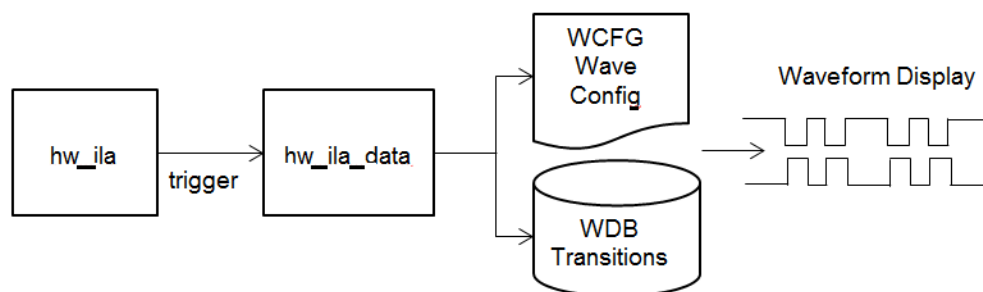 hw_ila
trigger
hw_ila_data
WCFG
Wave
Config
WDB
Transitions
Waveform Display